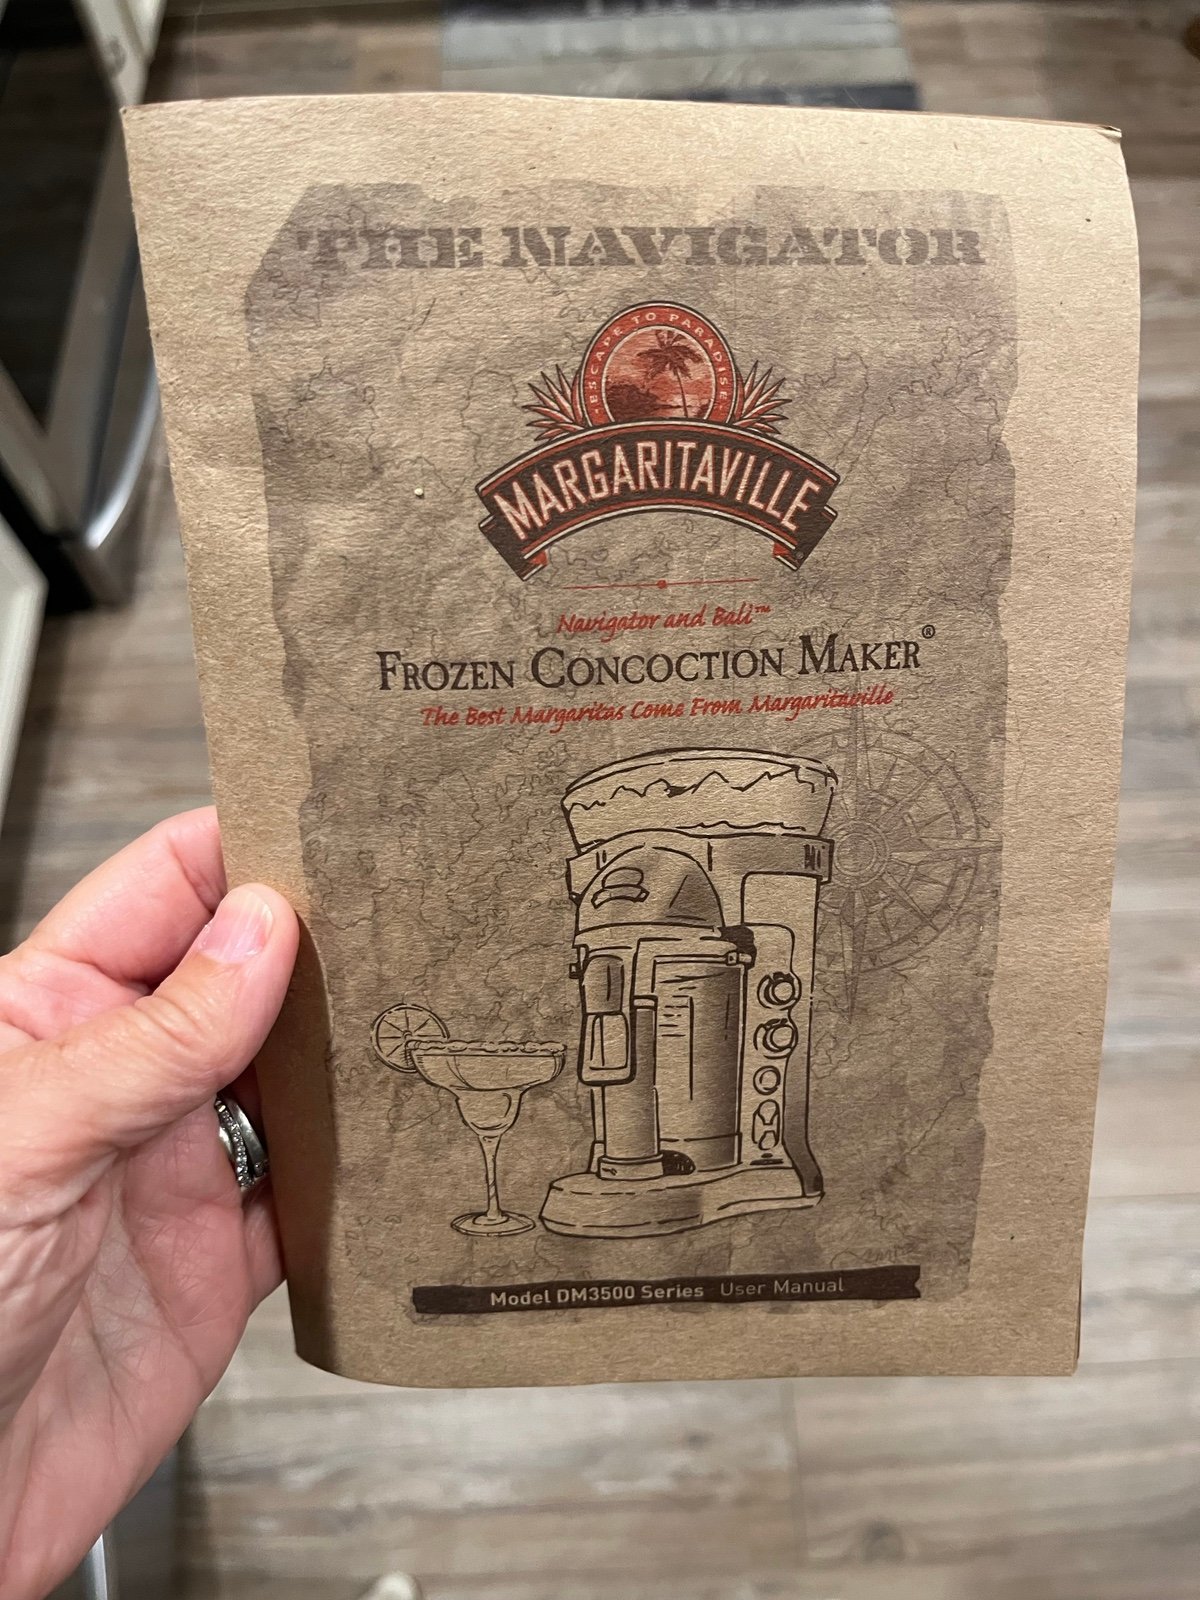 THE NAVIGATOR
ESCAPE TO PARADISE
MARGARITAVILLE
Navigator and Bali™
FROZEN CONCOCTION MAKER®
The Best Margaritas Come From Margaritaville
Model DM3500 Series User Manual